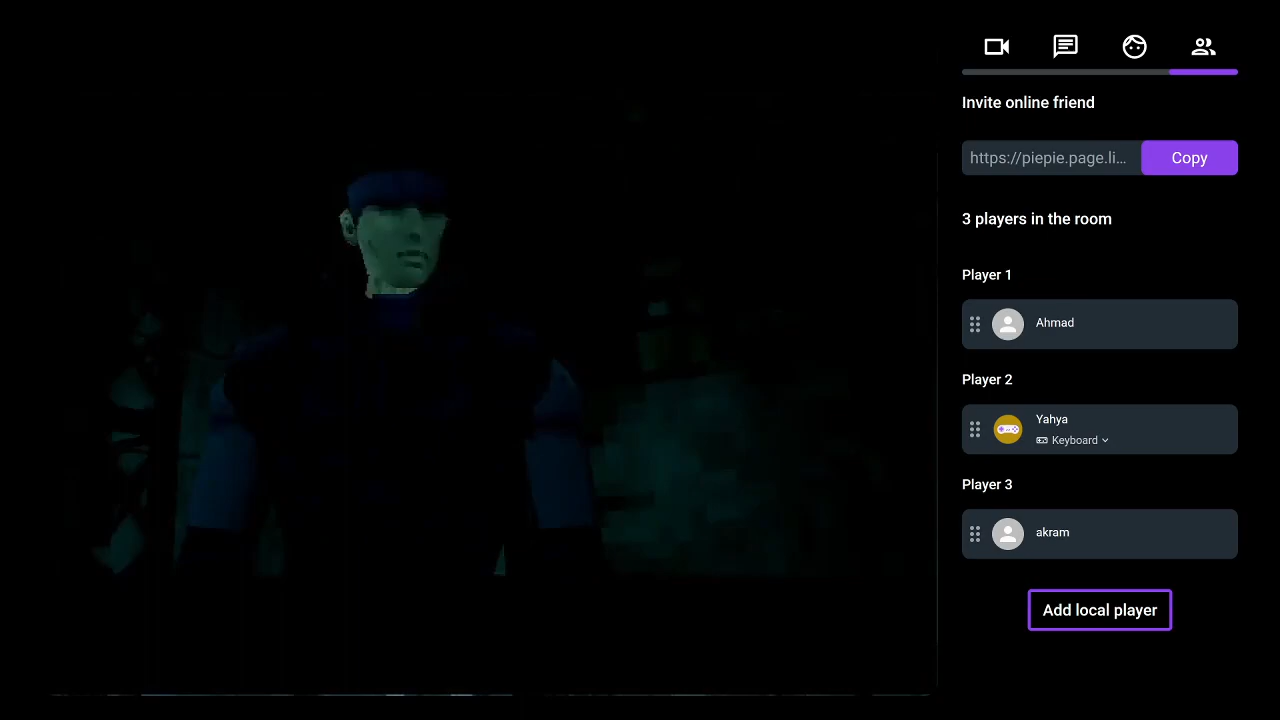 Invite online friend
https://piepie.page.li...
Copy
3 players in the room
Player 1
Ahmad
Player 2
Yahya
Keyboard
Player 3
akram
Add local player